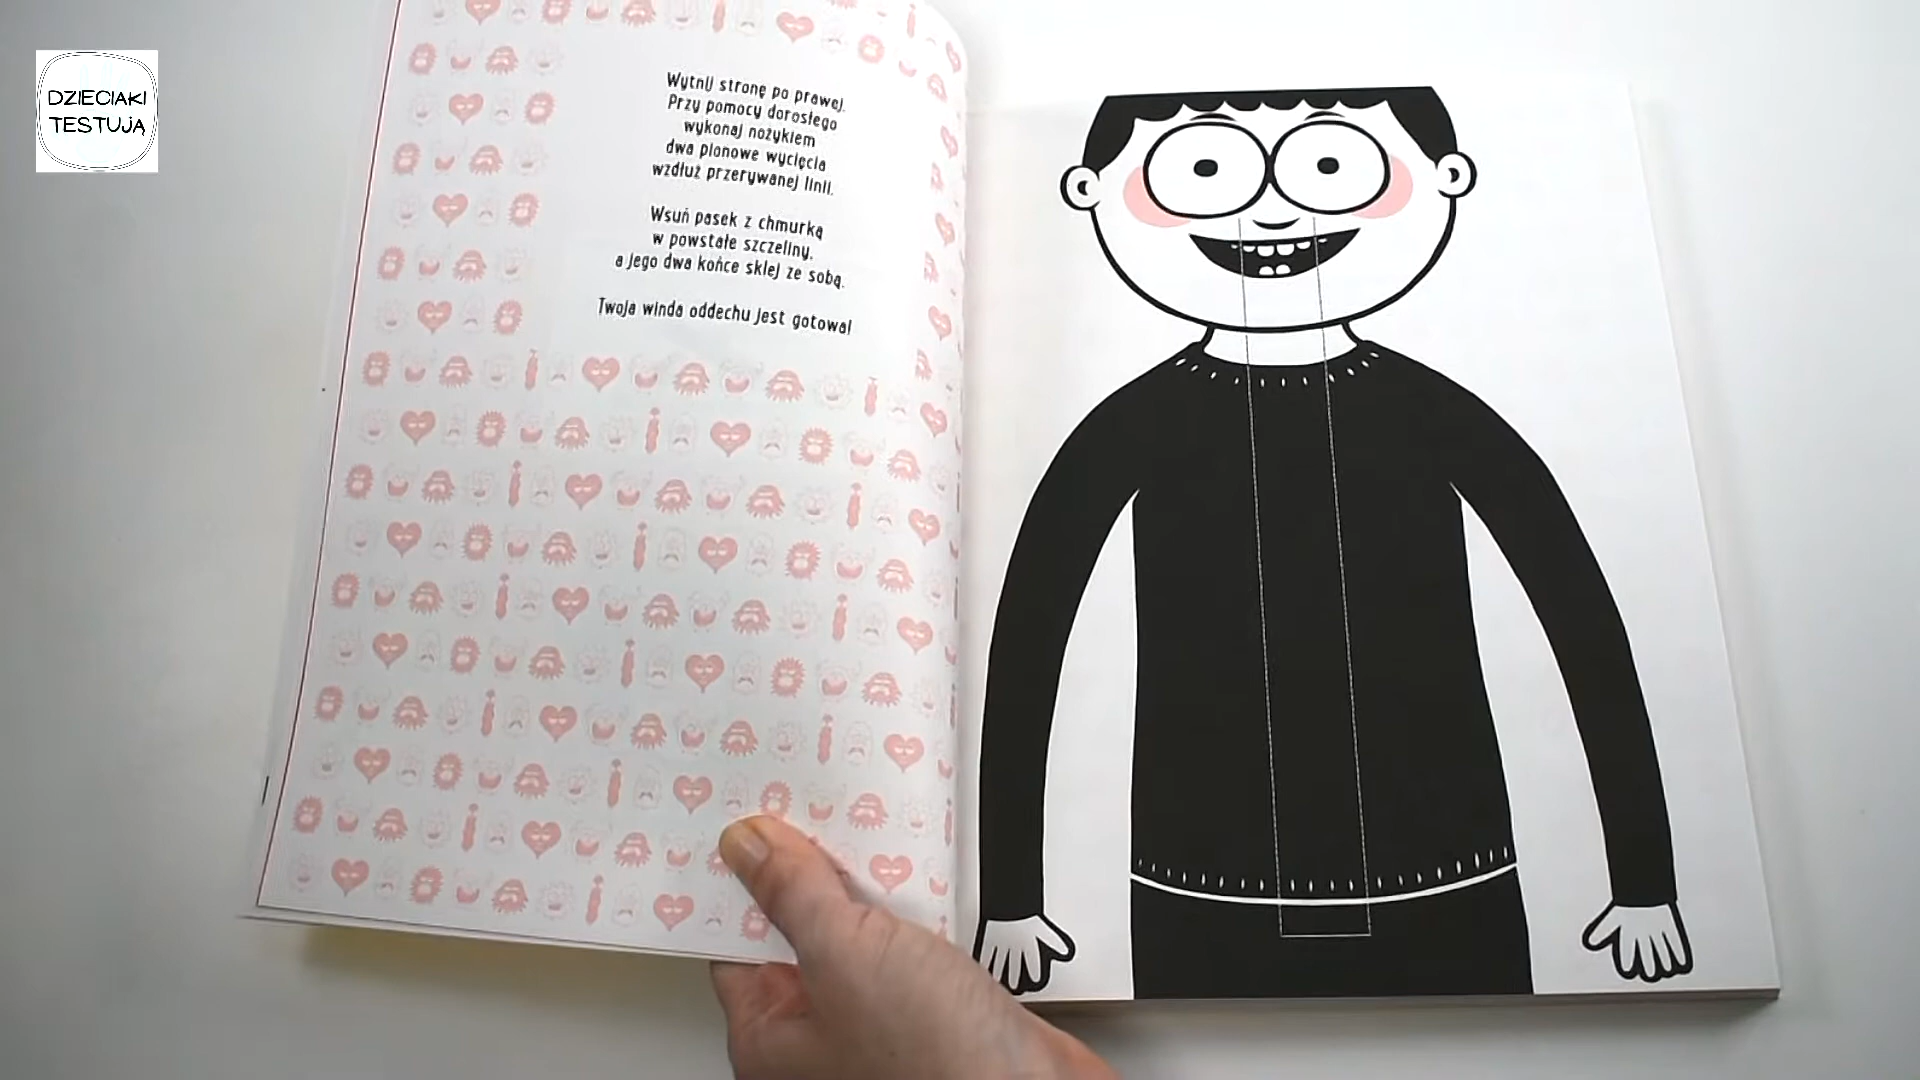 DZIECIAKI
TESTUJĄ
Wytnij stronę po prawej.
Przy pomocy dorosłego
wykonaj nożykiem
dwa pionowe wycięcia
wzdłuż przerywanej linii.
Wsuń pasek z chmurką
w powstałe szczeliny,
a jego dwa końce sklej ze sobą.
Twoja winda oddechu jest gotowa!